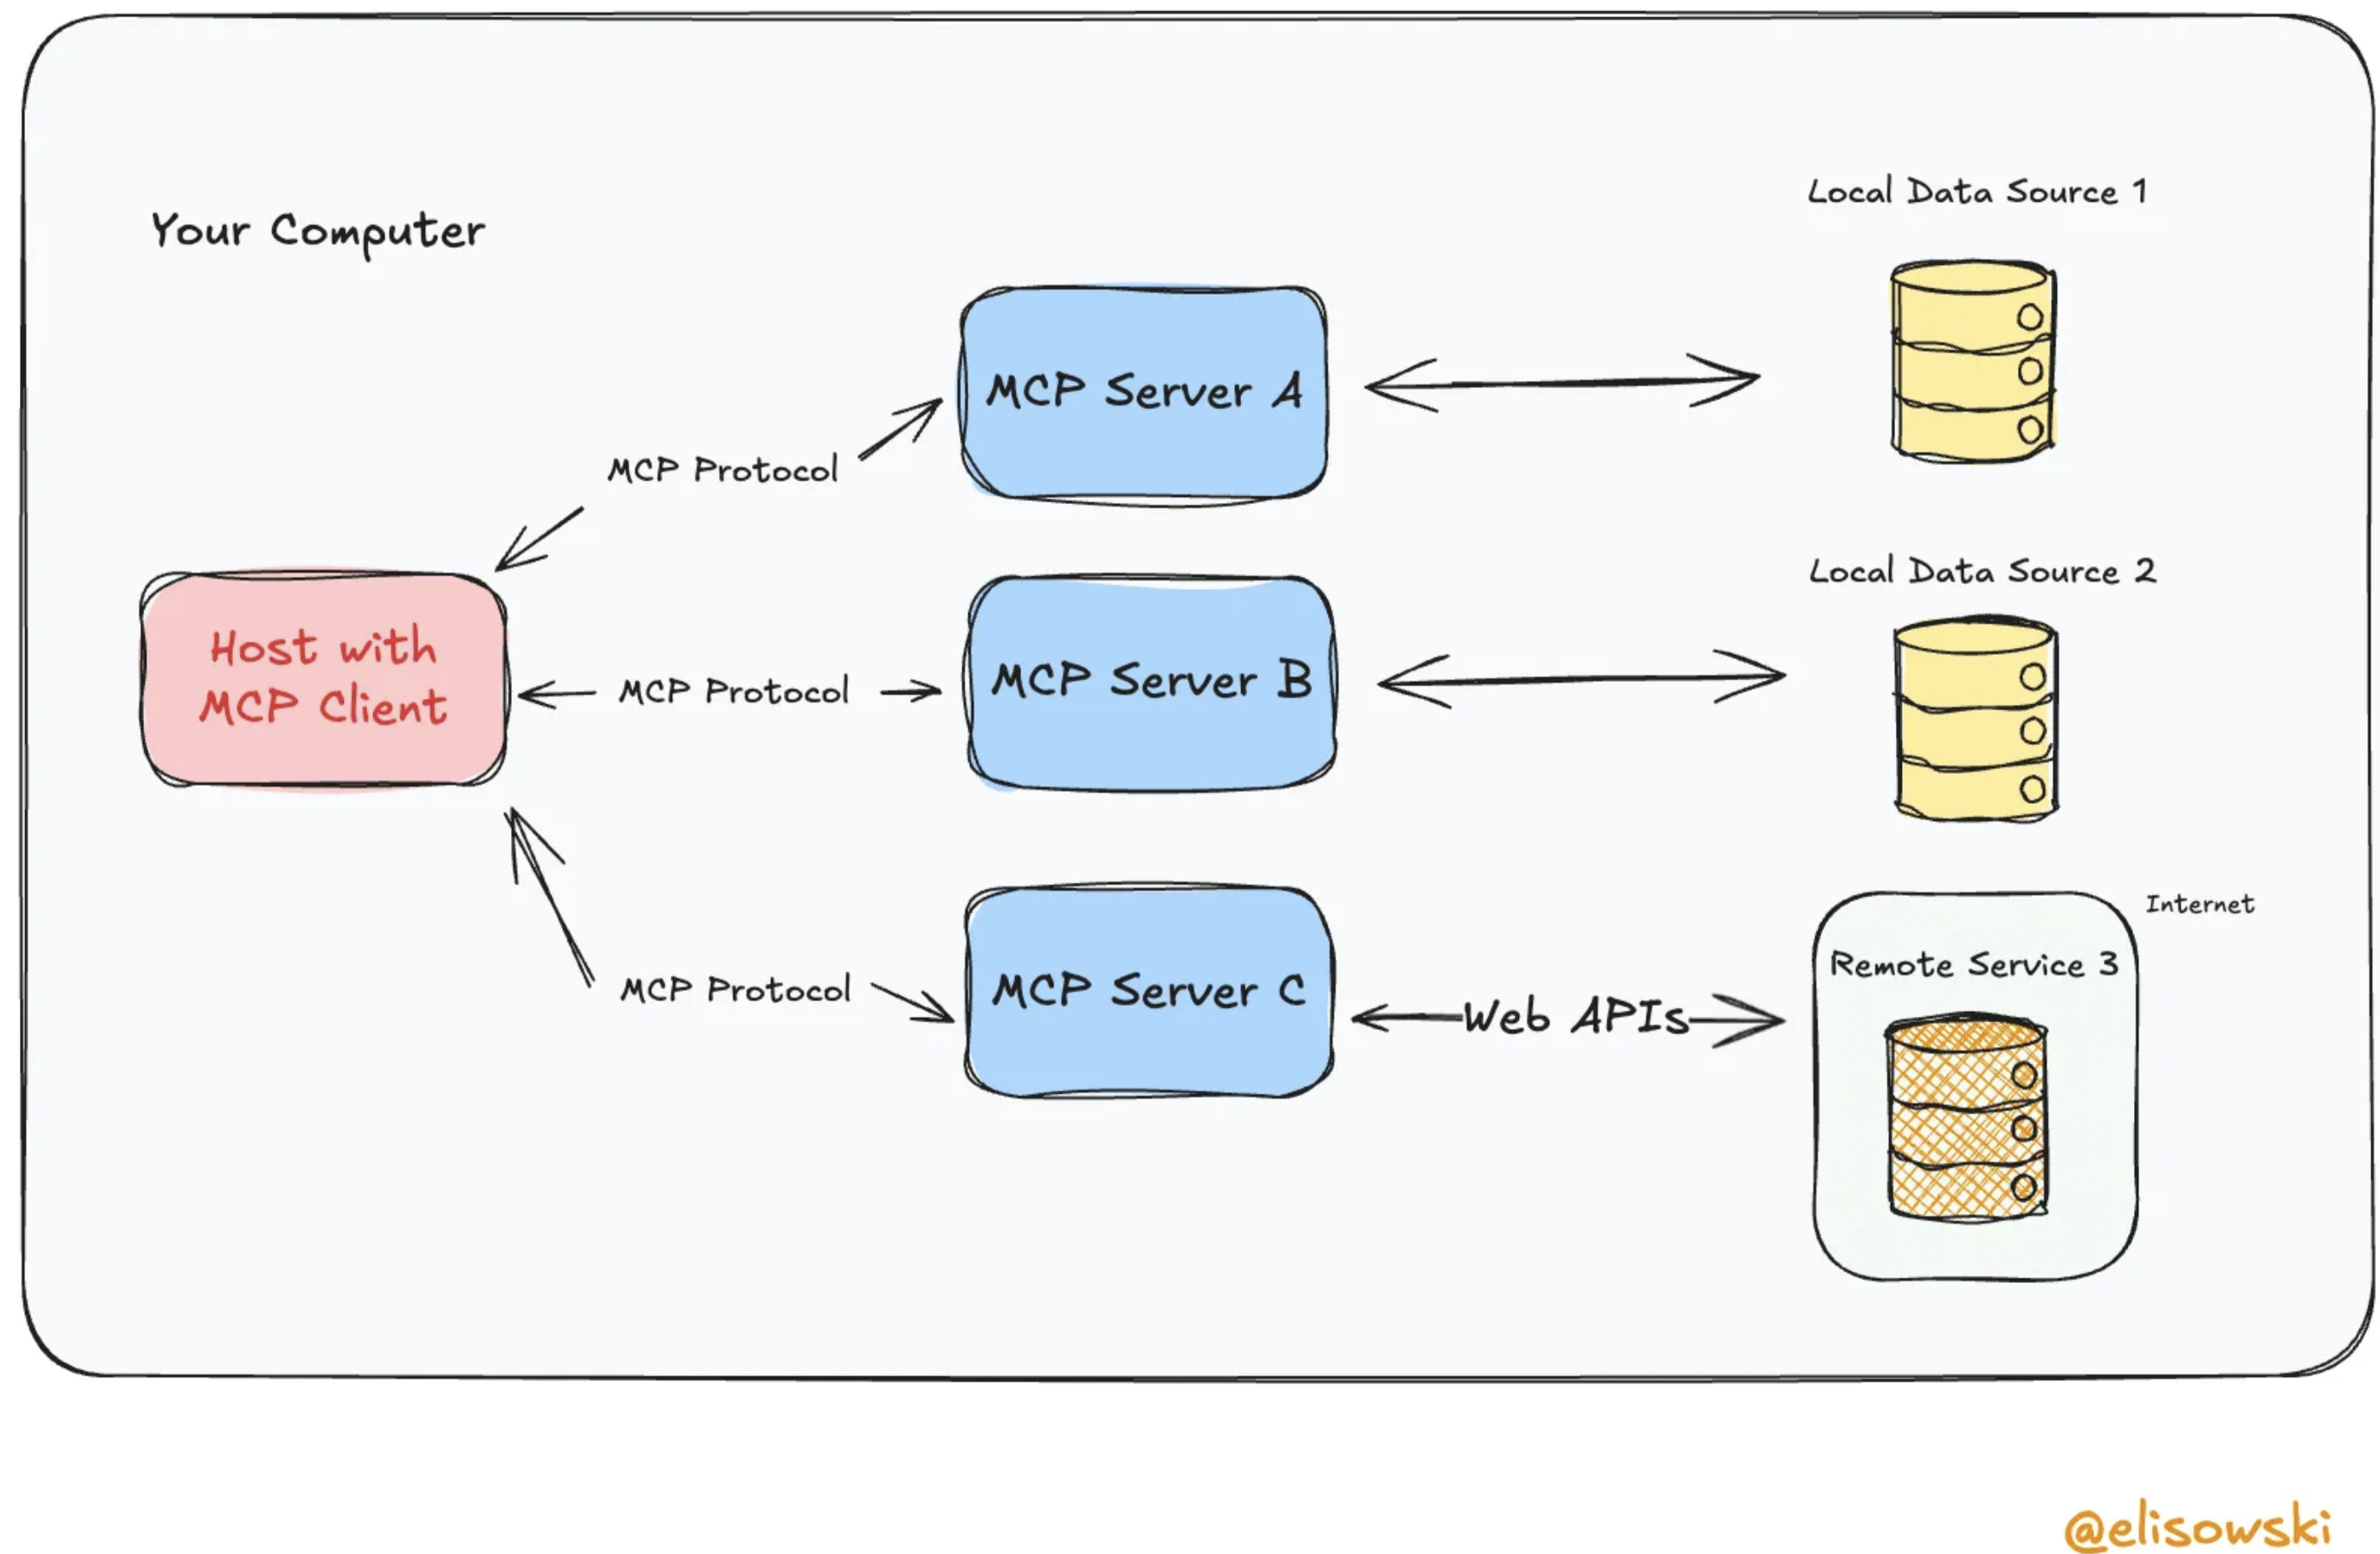 Your Computer
Local Data Source 1
MCP Server A
MCP Protocol
Local Data Source 2
Host with
MCP Client
MCP Protocol
MCP Server B
Internet
Remote Service 3
MCP Protocol
MCP Server C
Web APIs
@elisowski